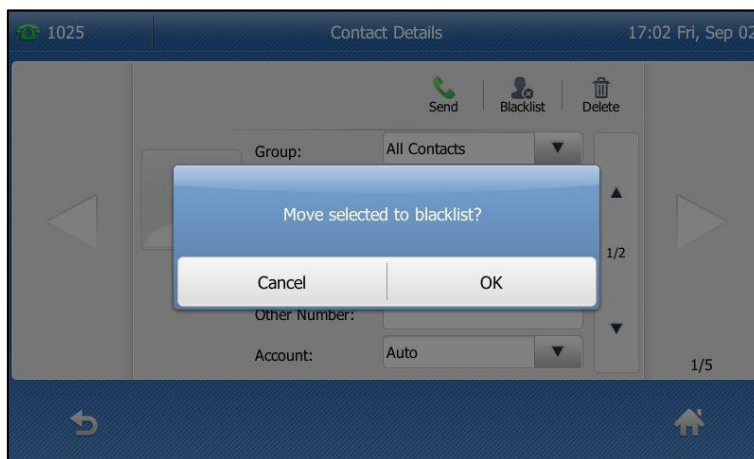 1025 Contact Details 17:02 Fri, Sep 02
Send Blacklist Delete
Group: All Contacts
Move selected to blacklist?
1/2
Cancel OK
Other Number:
Account: Auto
1/5